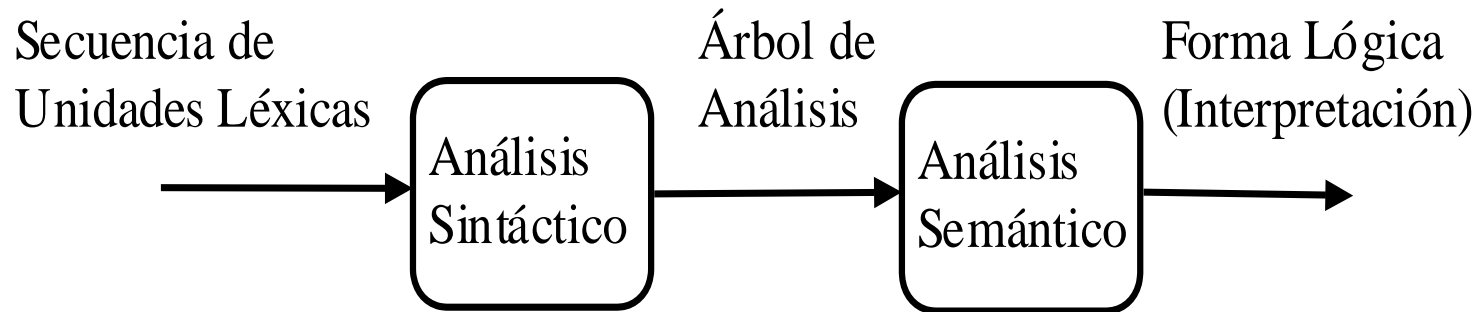 Secuencia de
Unidades Léxicas
Análisis
Sintáctico
Árbol de
Análisis
Análisis
Semántico
Forma Lógica
(Interpretación)